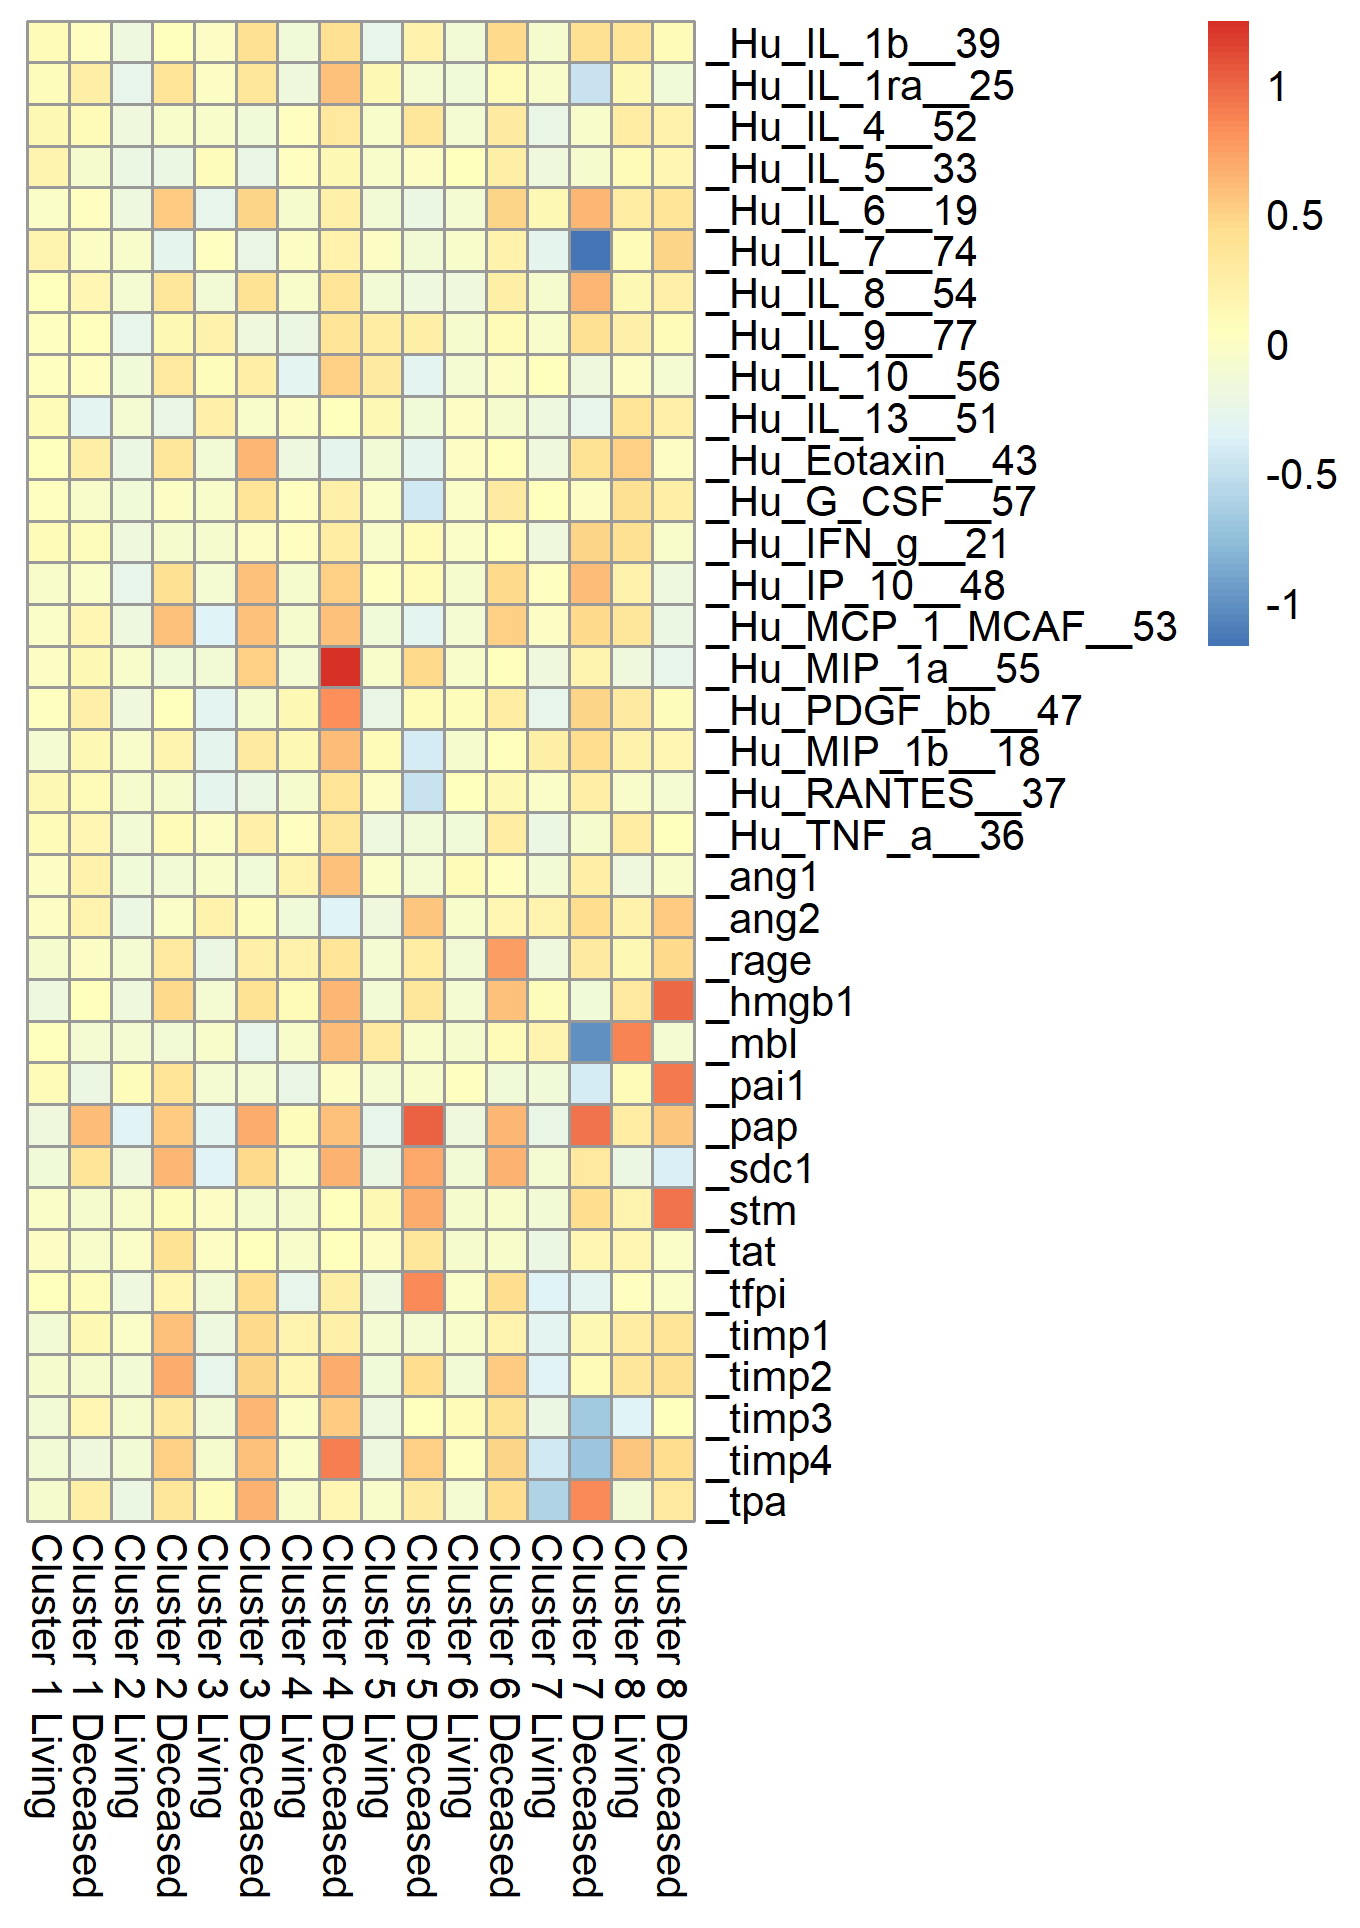 _Hu_IL_1b__39
_Hu_IL_1ra__25
_Hu_IL_4__52
_Hu_IL_5__33
_Hu_IL_6__19
_Hu_IL_7__74
_Hu_IL_8__54
_Hu_IL_9__77
_Hu_IL_10__56
_Hu_IL_13__51
_Hu_Eotaxin__43
_Hu_G_CSF__57
_Hu_IFN_g__21
_Hu_IP_10__48
_Hu_MCP_1_MCAF__53
_Hu_MIP_1a__55
_Hu_PDGF_bb__47
_Hu_MIP_1b__18
_Hu_RANTES__37
_Hu_TNF_a__36
_ang1
_ang2
_rage
_hmgb1
_mbl
_pai1
_pap
_sdc1
_stm
_tat
_tfpi
_timp1
_timp2
_timp3
_timp4
_tpa
1
0.5
0
-0.5
-1
Cluster 1 Living
Cluster 1 Deceased
Cluster 2 Living
Cluster 2 Deceased
Cluster 3 Living
Cluster 3 Deceased
Cluster 4 Living
Cluster 4 Deceased
Cluster 5 Living
Cluster 5 Deceased
Cluster 6 Living
Cluster 6 Deceased
Cluster 7 Living
Cluster 7 Deceased
Cluster 8 Living
Cluster 8 Deceased